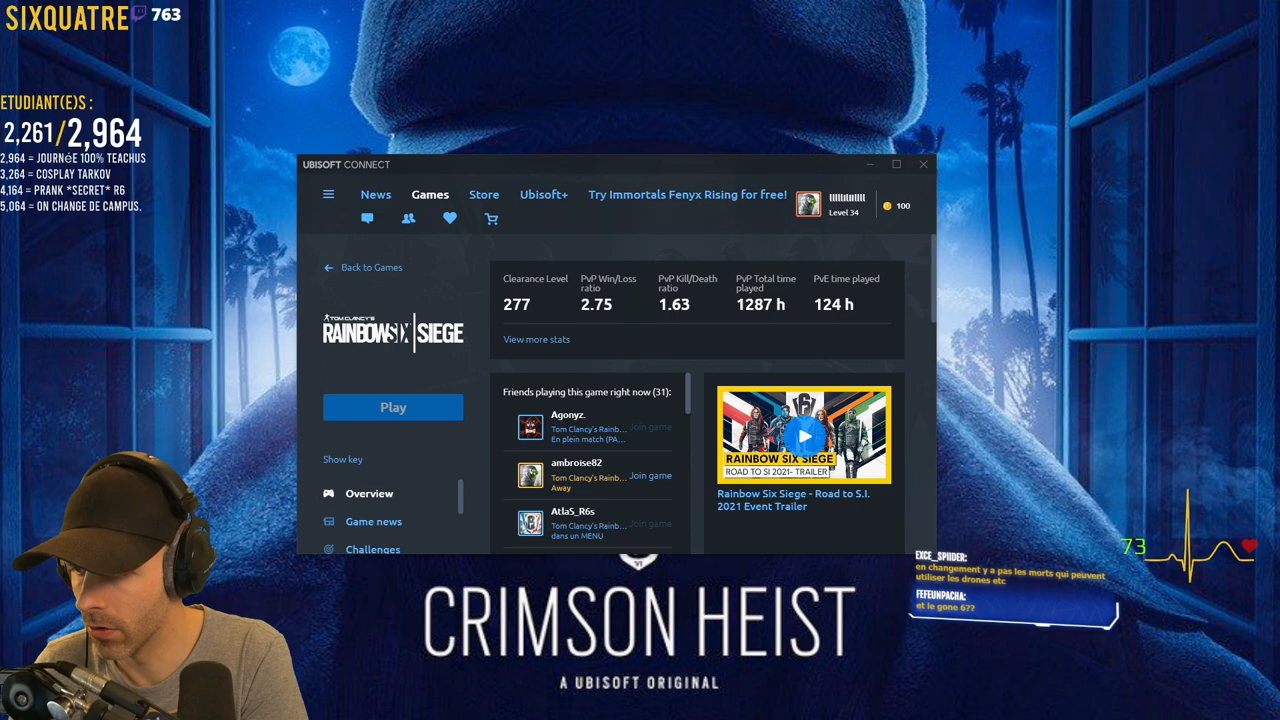 SIXQUATRE 763
ETUDIANT(E)S :
2,261/2,964
2,964 = JOURNéE 100% TEACHUS
3,264 = COSPLAY TARKOV
4,164 = PRANK *SECRET* R6
5,064 = ON CHANGE DE CAMPUS.
UBISOFT CONNECT
News Games Store Ubisoft+ Try Immortals Fenyx Rising for free!
Level 34
100
Back to Games
TOM CLANCY'S
RAINBOW SIX SIEGE
Play
Show key
Overview
Game news
Challenges
Clearance Level
277
PvP Win/Loss
ratio
2.75
PvP Kill/Death
ratio
1.63
PvP Total time
played
1287 h
PvE time played
124 h
View more stats
Friends playing this game right now (31):
Agonyz.
Tom Clancy's Rainb... Join game
En plein match (PA...
ambroise82
Tom Clancy's Rainb... Join game
Away
AtlaS_R6s
Tom Clancy's Rainb... Join game
dans un MENU
RAINBOW SIX SIEGE
ROAD TO SI 2021- TRAILER
Rainbow Six Siege - Road to S.I.
2021 Event Trailer
73
EXCE_SPIIDER:
en changement y a pas les morts qui peuvent
utiliser les drones etc
FEFEUNPACHA:
et le gone 6??
CRIMSON HEIST
A UBISOFT ORIGINAL